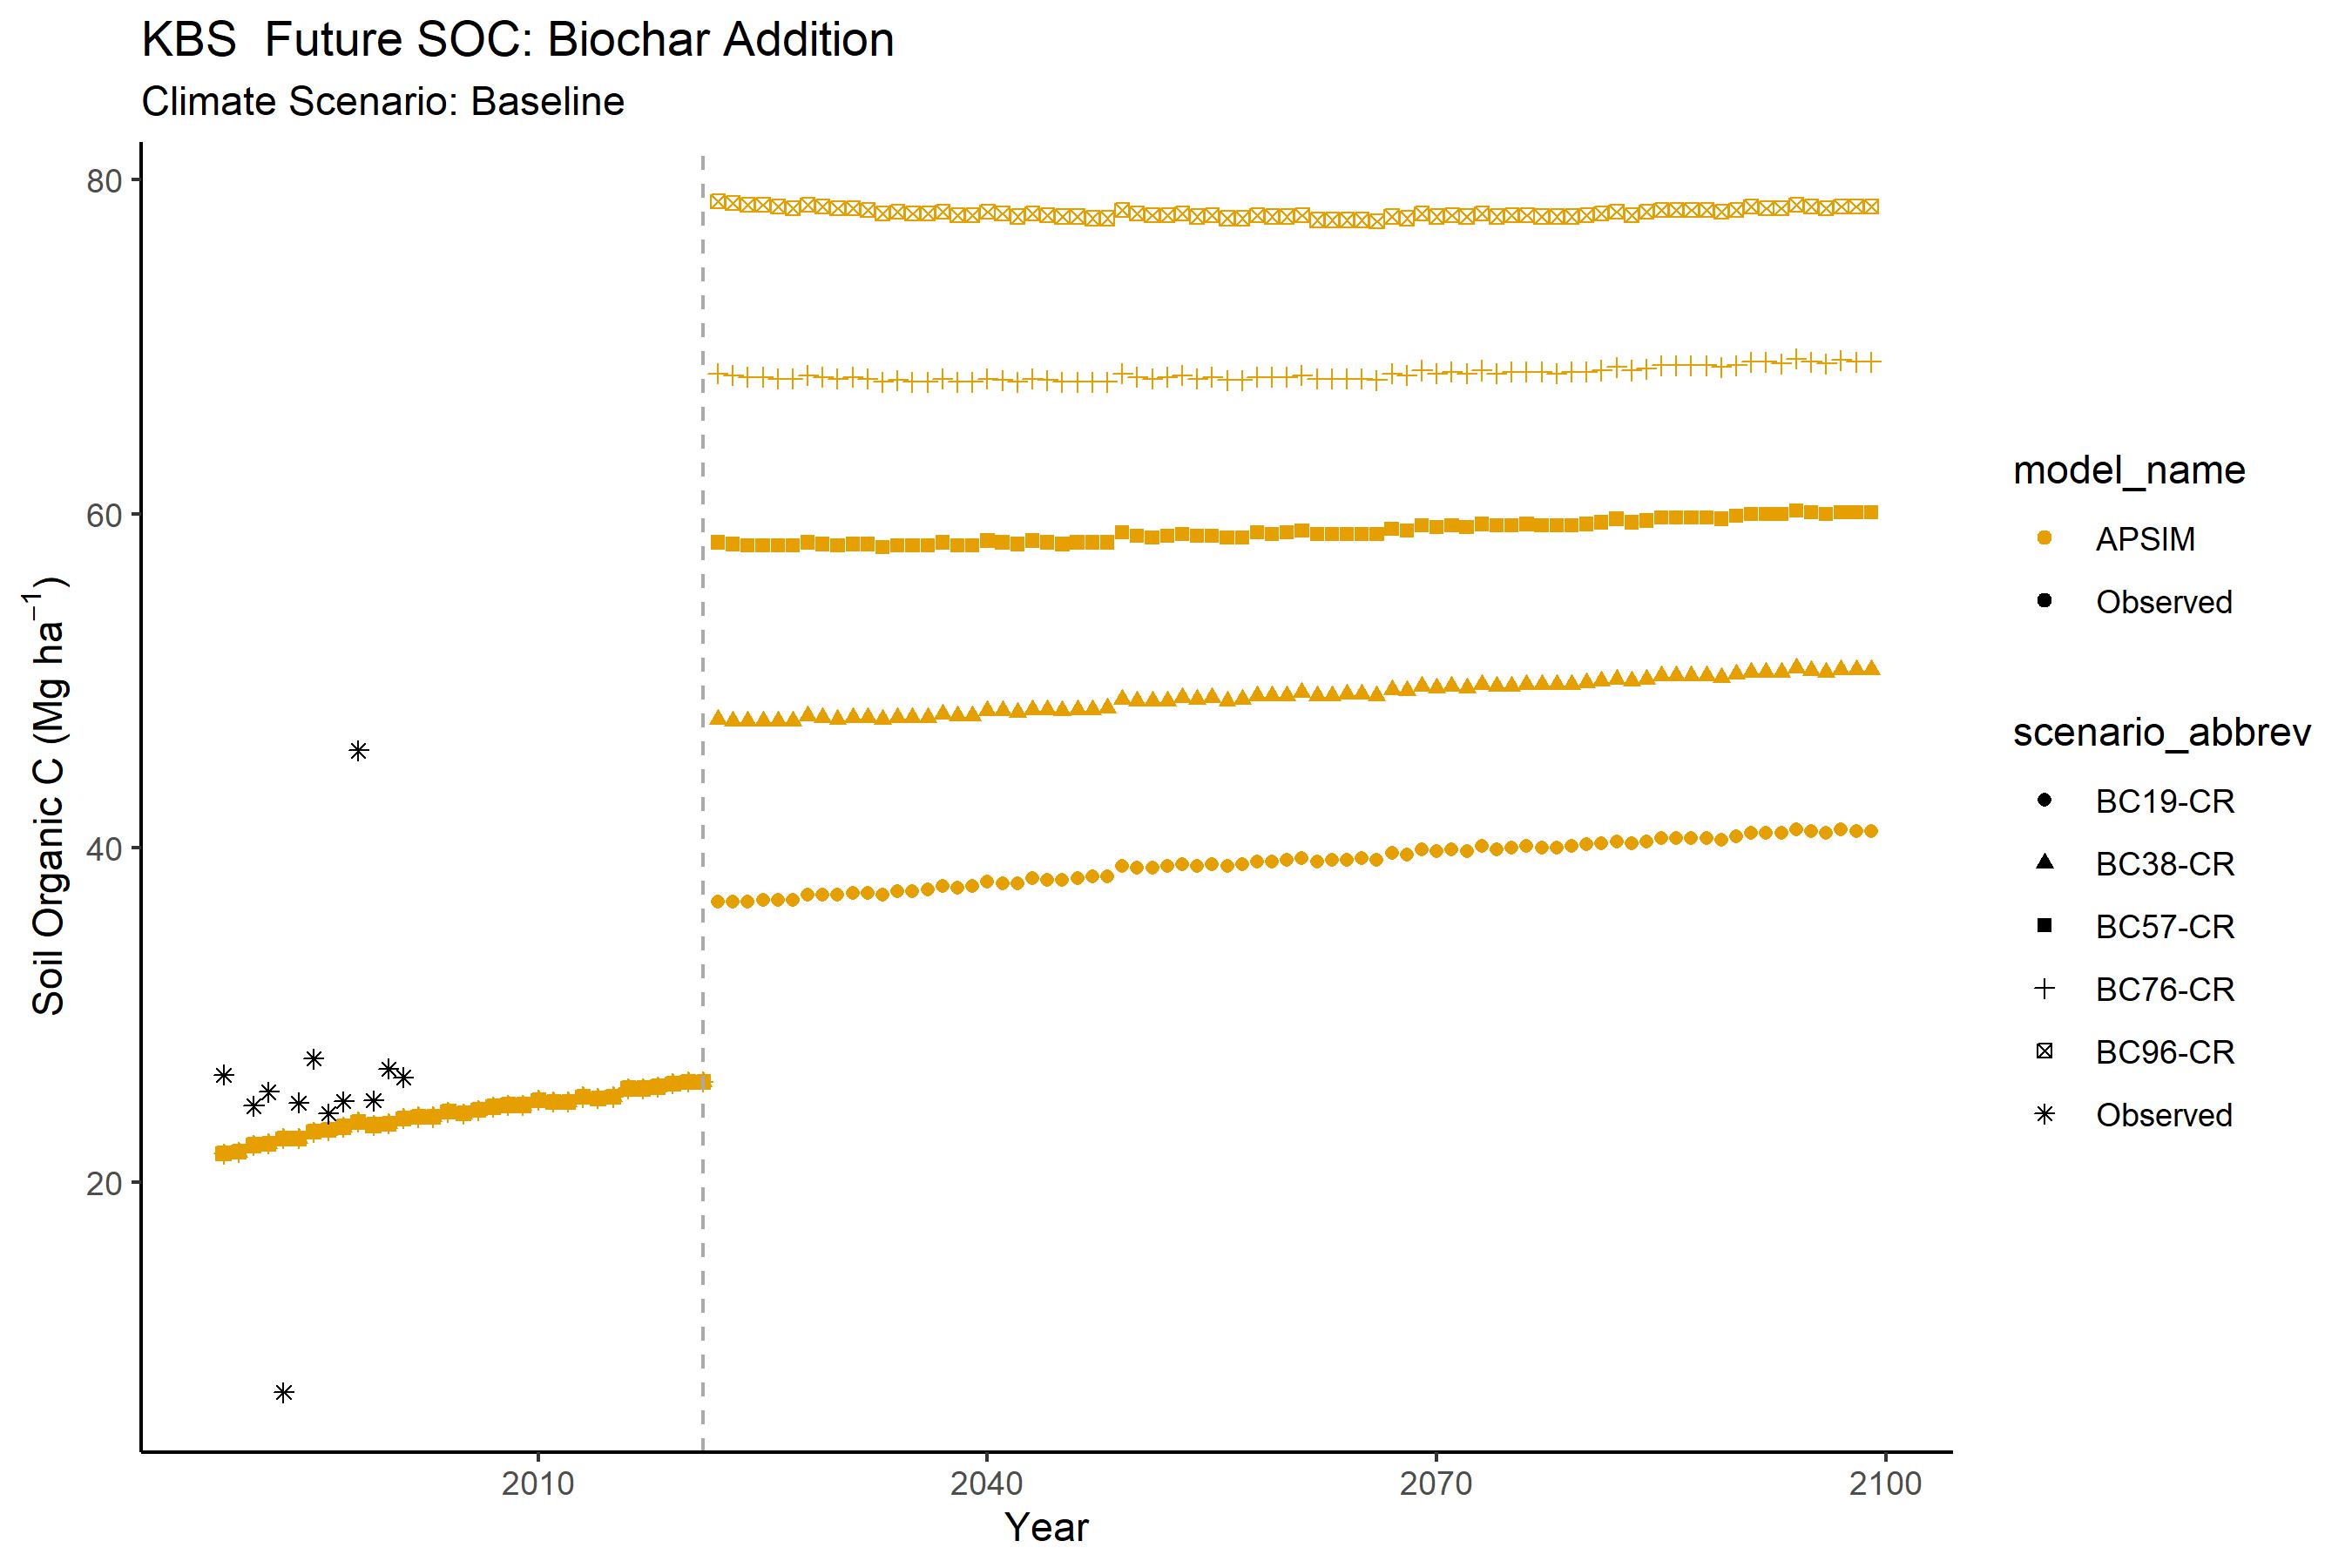 KBS  Future SOC: Biochar Addition
Climate Scenario: Baseline
80
60
40
20
Soil Organic C (Mg ha⁻¹)
2010
2040
2070
2100
Year
model_name
APSIM
Observed
scenario_abbrev
BC19-CR
BC38-CR
BC57-CR
BC76-CR
BC96-CR
Observed